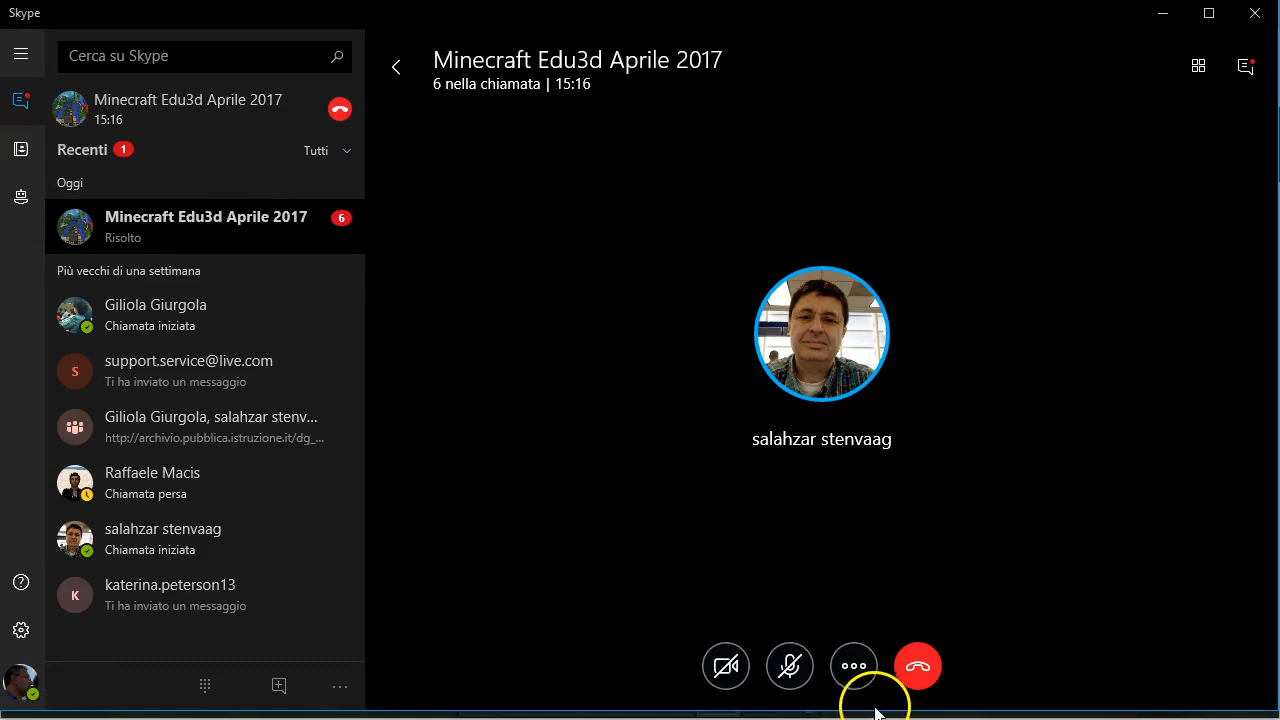 Skype
Cerca su Skype
Minecraft Edu3d Aprile 2017
15:16
Recenti 1
Tutti
Oggi
Minecraft Edu3d Aprile 2017
6
Risolto
Più vecchi di una settimana
Giliola Giurgola
Chiamata iniziata
S
support.service@live.com
Ti ha inviato un messaggio
Giliola Giurgola, salahzar stenv...
http://archivio.pubblica.istruzione.it/dg_...
Raffaele Macis
Chiamata persa
salahzar stenvaag
Chiamata iniziata
K
katerina.peterson13
Ti ha inviato un messaggio
Minecraft Edu3d Aprile 2017
6 nella chiamata | 15:16
salahzar stenvaag